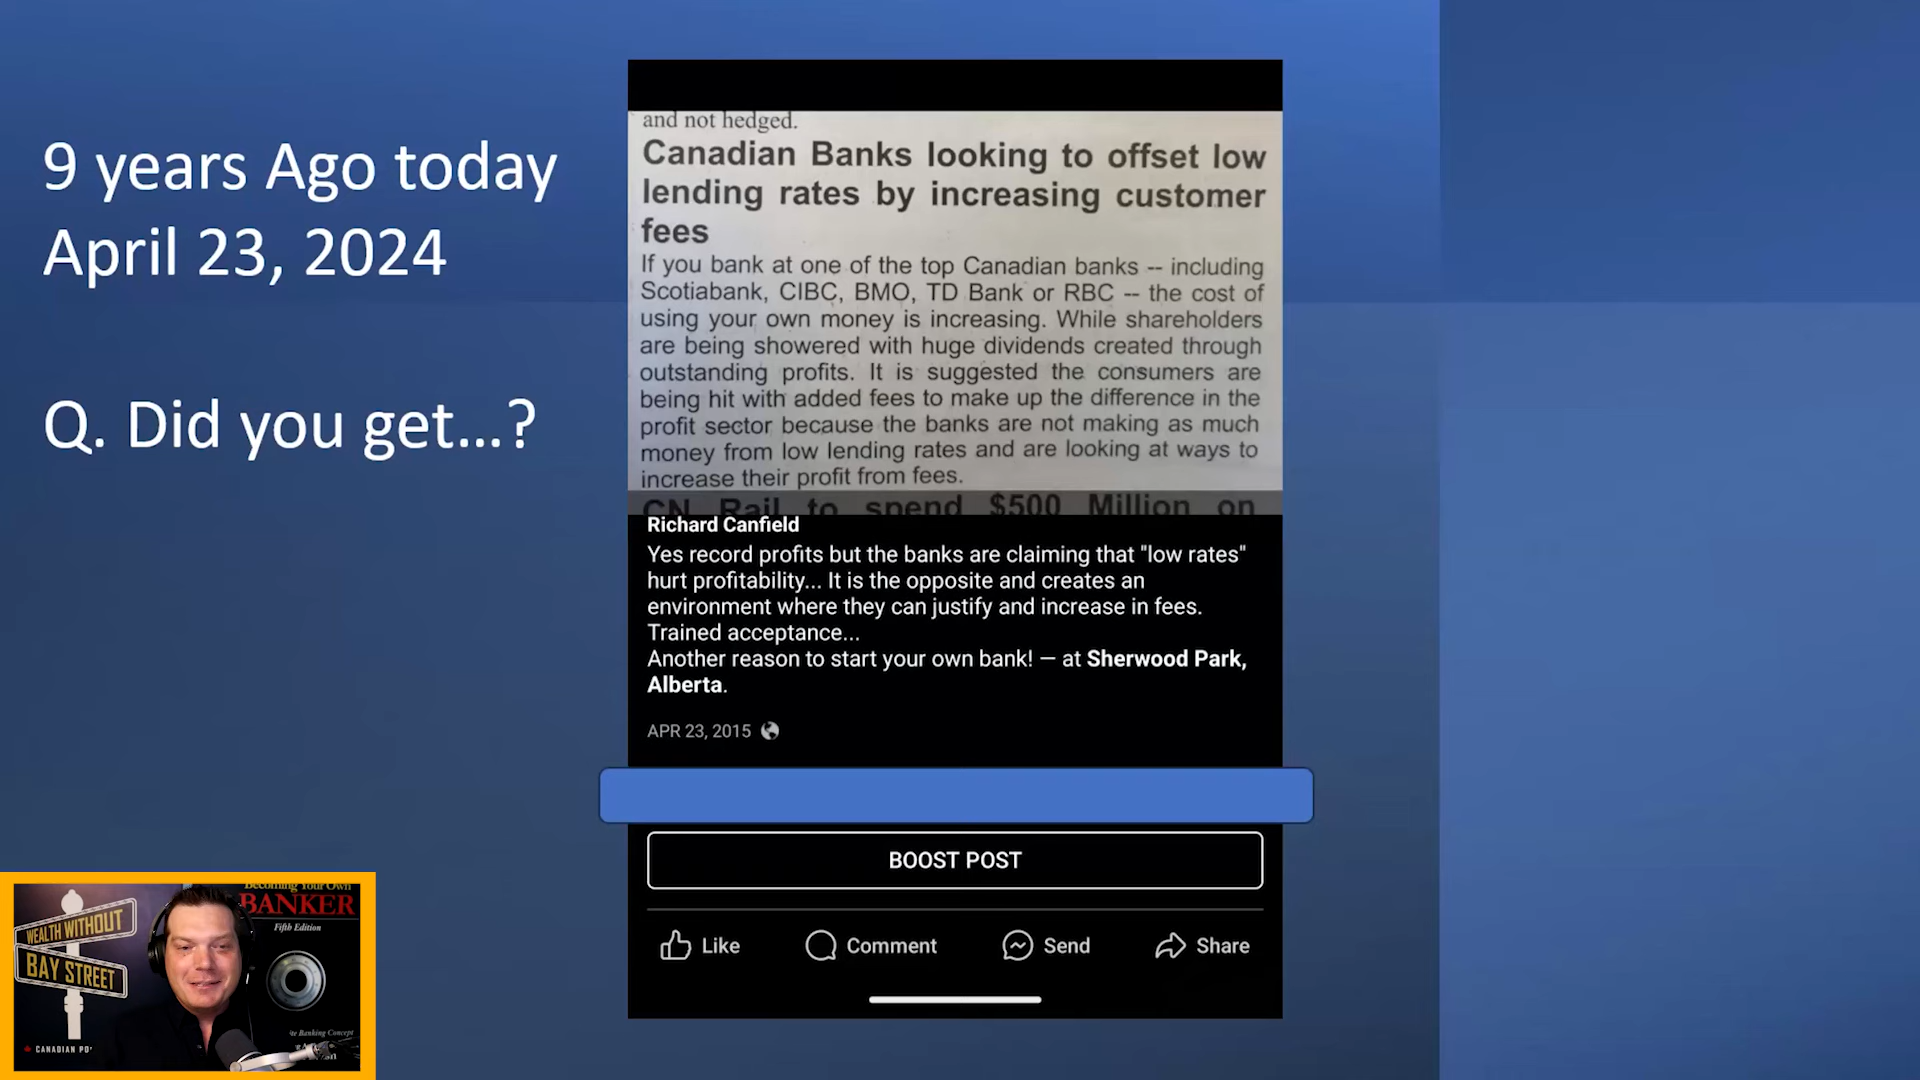 9 years Ago today
April 23, 2024
Q. Did you get...?
and not hedged.
Canadian Banks looking to offset low
lending rates by increasing customer
fees
If you bank at one of the top Canadian banks -- including
Scotiabank, CIBC, BMO, TD Bank or RBC -- the cost of
using your own money is increasing. While shareholders
are being showered with huge dividends created through
outstanding profits. It is suggested the consumers are
being hit with added fees to make up the difference in the
profit sector because the banks are not making as much
money from low lending rates and are looking at ways to
increase their profit from fees.
CN Rail to spend $500 Million on
Richard Canfield
Yes record profits but the banks are claiming that "low rates"
hurt profitability... It is the opposite and creates an
environment where they can justify and increase in fees.
Trained acceptance...
Another reason to start your own bank! — at Sherwood Park,
Alberta.
APR 23, 2015
BOOST POST
Like Comment Send Share
WEALTH WITHOUT
BAY STREET
CANADIAN
Becoming Your Own
BANKER
Fifth Edition
Banking Concept